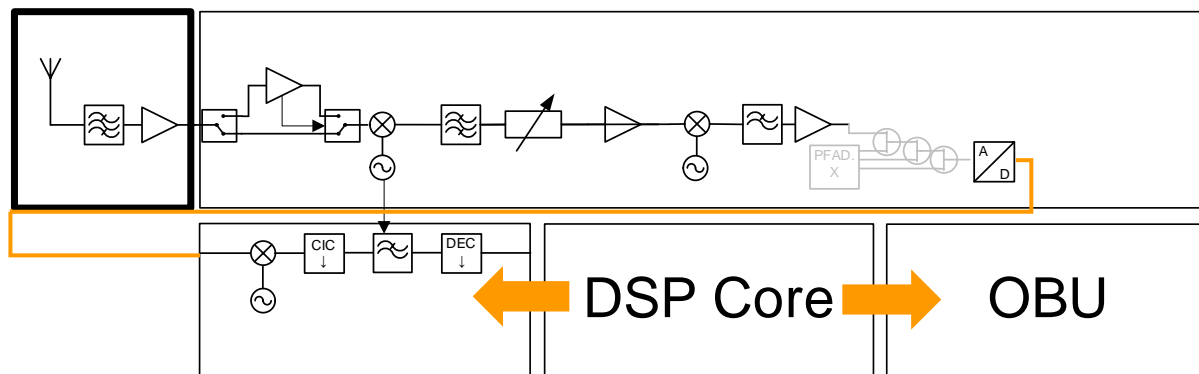 PFAD.
X
A
D
CIC
↓
DEC
↓
DSP Core
OBU